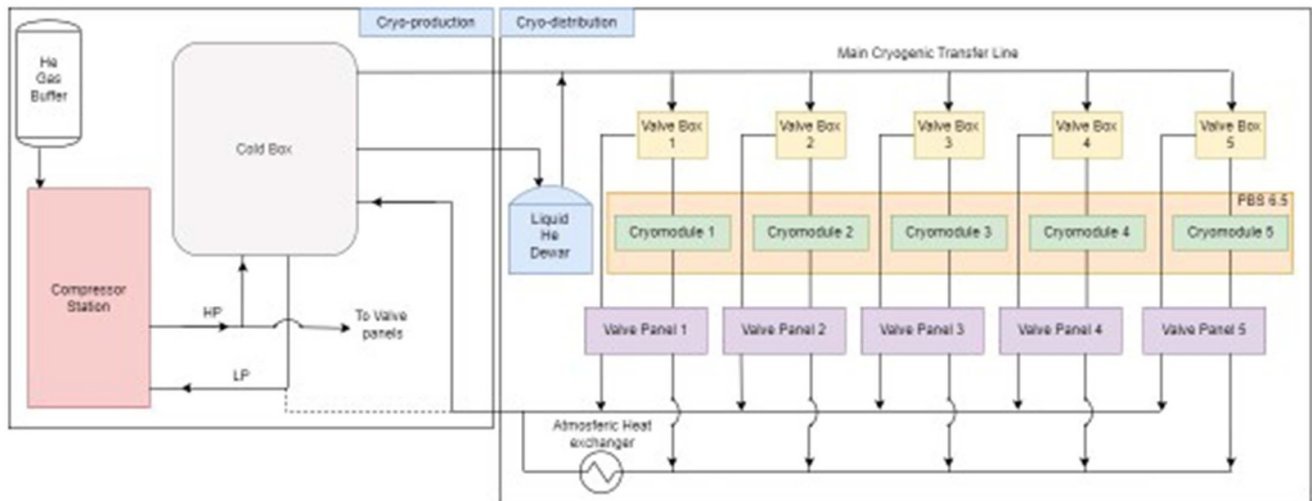 Cryo-production
Cryo-distribution
He
Gas
Buffer
Cold Box
Main Cryogenic Transfer Line
Valve Box
1
Valve Box
2
Valve Box
3
Valve Box
4
Valve Box
5
PBS 6.5
Liquid
He
Dewar
Cryomodule 1
Cryomodule 2
Cryomodule 3
Cryomodule 4
Cryomodule 5
Compressor
Station
HP
To Valve
panels
LP
Valve Panel 1
Valve Panel 2
Valve Panel 3
Valve Panel 4
Valve Panel 5
Atmosferic Heat
exchanger